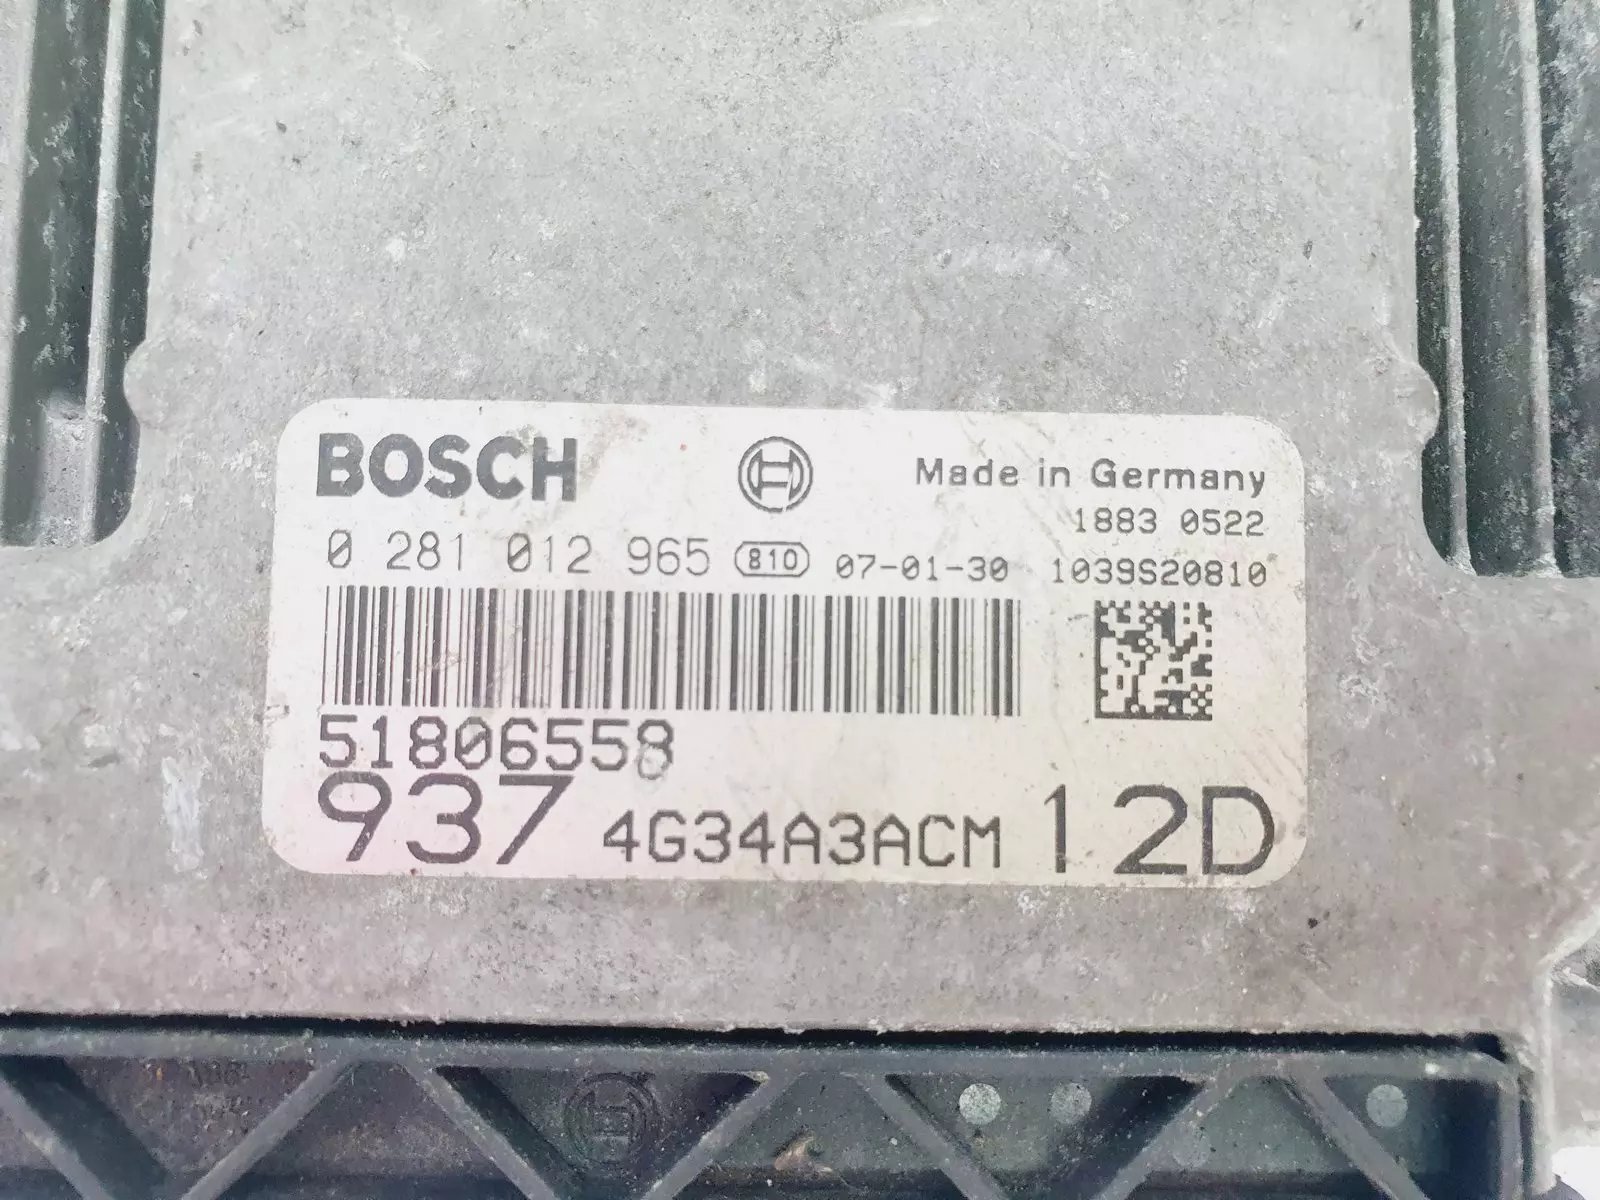 BOSCH
Made in Germany
1883 0522
0 281 012 965 810 07-01-30 1039S20810
51806558
937 4G34A3ACM 12D